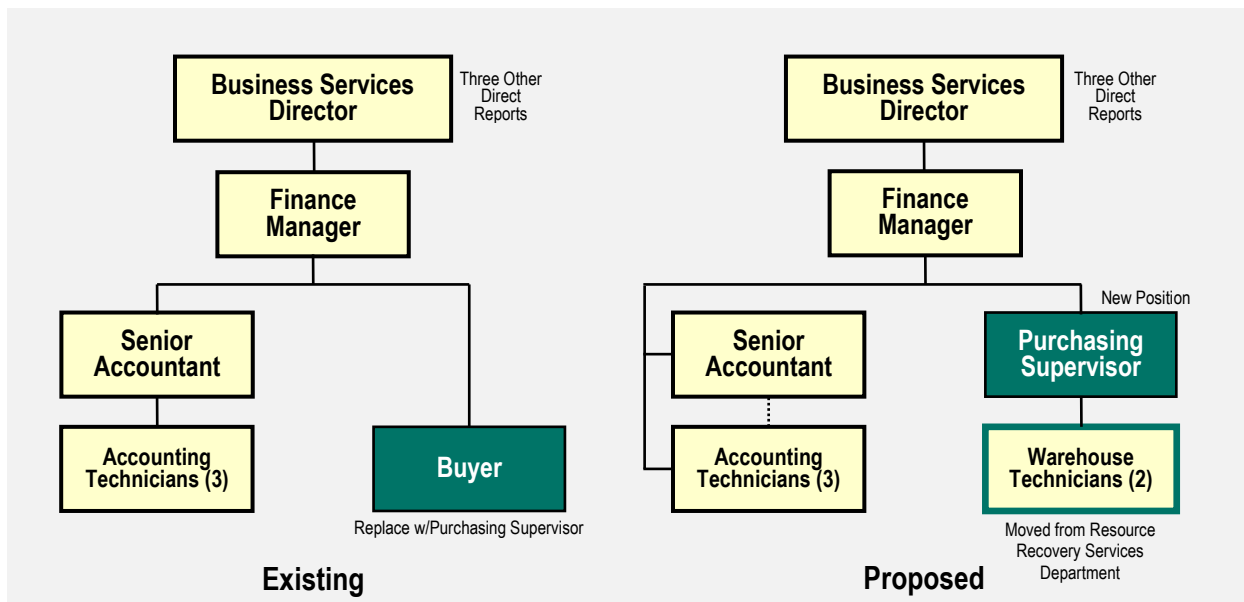 Business Services
Director
Three Other
Direct
Reports
Finance
Manager
Senior
Accountant
Accounting
Technicians (3)
Buyer
Replace w/Purchasing Supervisor
Existing
Business Services
Director
Three Other
Direct
Reports
Finance
Manager
New Position
Senior
Accountant
Purchasing
Supervisor
Accounting
Technicians (3)
Warehouse
Technicians (2)
Moved from Resource
Recovery Services
Department
Proposed